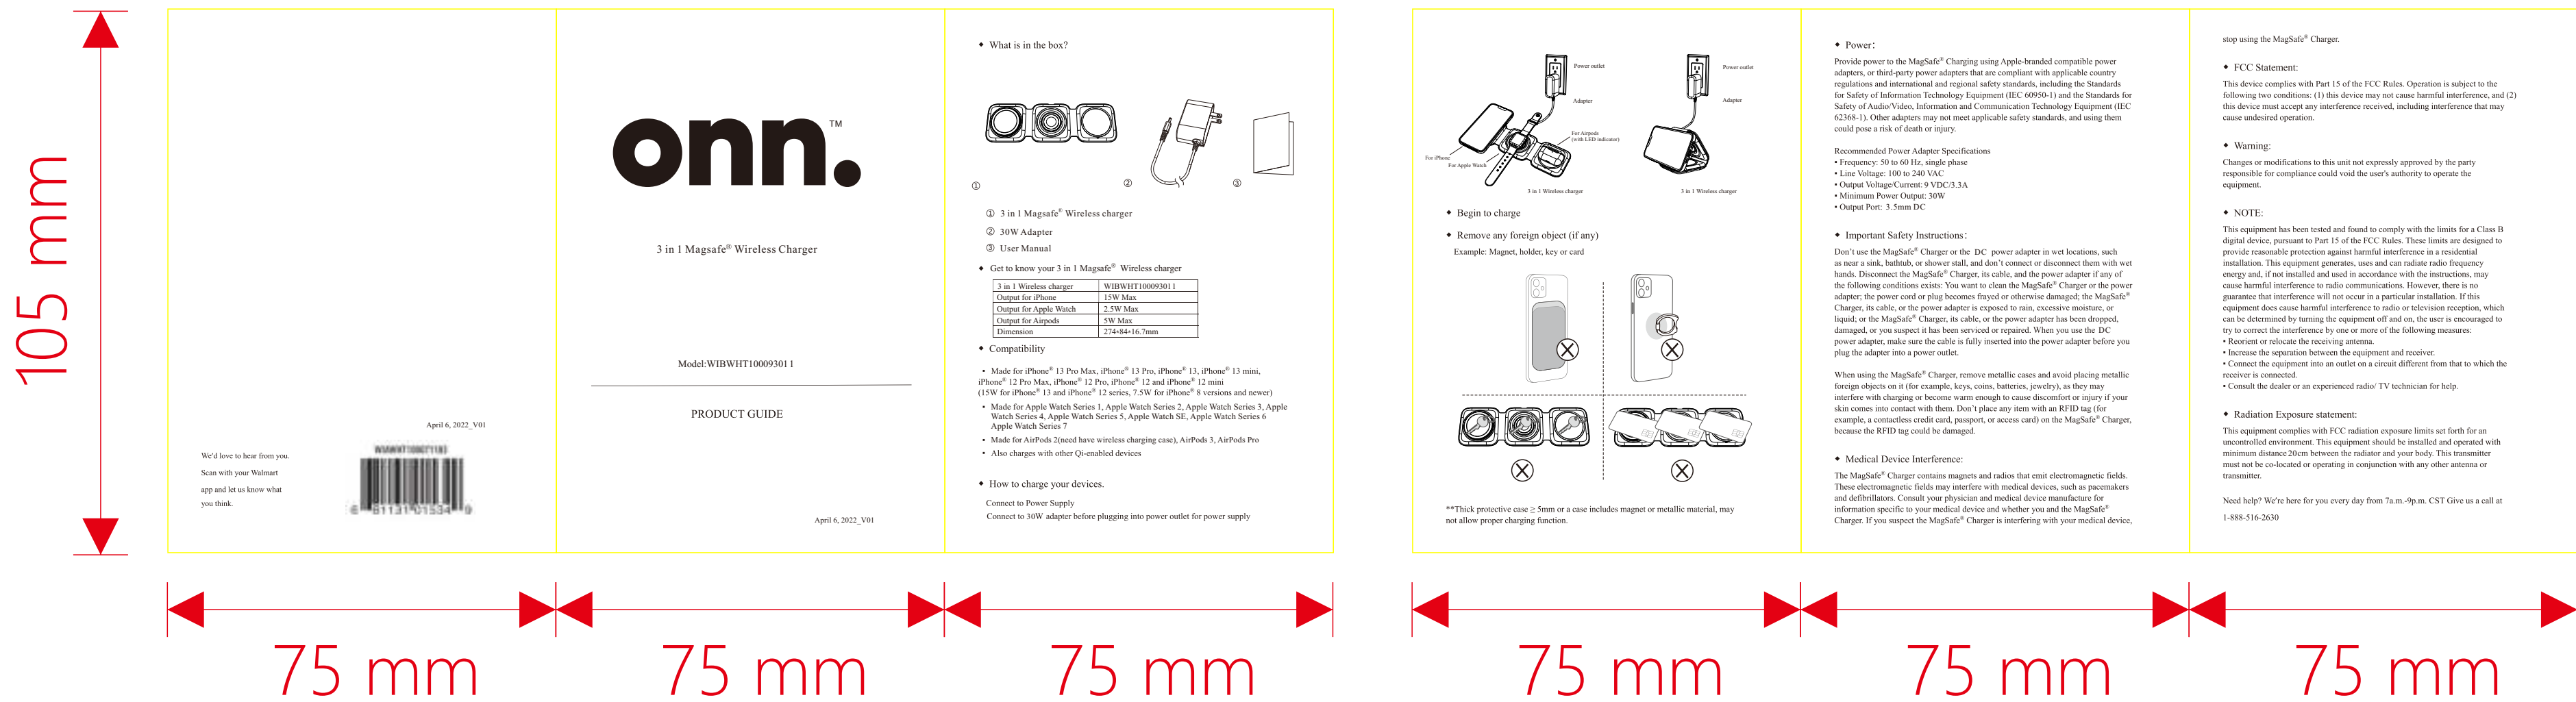 105 mm
We'd love to hear from you.
Scan with your Walmart
app and let us know what
you think.
April 6, 2022_V01
onn.™
3 in 1 Magsafe® Wireless Charger
Model:WIBWHT100093011
PRODUCT GUIDE
April 6, 2022_V01
◆ What is in the box?
①
②
③
① 3 in 1 Magsafe® Wireless charger
② 30W Adapter
③ User Manual
◆ Get to know your 3 in 1 Magsafe® Wireless charger
3 in 1 Wireless charger WIBWHT100093011
Output for iPhone 15W Max
Output for Apple Watch 2.5W Max
Output for Airpods 5W Max
Dimension 274*84*16.7mm
◆ Compatibility
• Made for iPhone® 13 Pro Max, iPhone® 13 Pro, iPhone® 13, iPhone® 13 mini,
iPhone® 12 Pro Max, iPhone® 12 Pro, iPhone® 12 and iPhone® 12 mini
(15W for iPhone® 13 and iPhone® 12 series, 7.5W for iPhone® 8 versions and newer)
• Made for Apple Watch Series 1, Apple Watch Series 2, Apple Watch Series 3, Apple
Watch Series 4, Apple Watch Series 5, Apple Watch SE, Apple Watch Series 6
Apple Watch Series 7
• Made for AirPods 2(need have wireless charging case), AirPods 3, AirPods Pro
• Also charges with other Qi-enabled devices
◆ How to charge your devices.
Connect to Power Supply
Connect to 30W adapter before plugging into power outlet for power supply
Power outlet
Adapter
For Airpods
(with LED indicator)
For iPhone
For Apple Watch
3 in 1 Wireless charger
Power outlet
Adapter
3 in 1 Wireless charger
◆ Begin to charge
◆ Remove any foreign object (if any)
Example: Magnet, holder, key or card
**Thick protective case ≥ 5mm or a case includes magnet or metallic material, may
not allow proper charging function.
◆ Power:
Provide power to the MagSafe® Charging using Apple-branded compatible power
adapters, or third-party power adapters that are compliant with applicable country
regulations and international and regional safety standards, including the Standards
for Safety of Information Technology Equipment (IEC 60950-1) and the Standards for
Safety of Audio/Video, Information and Communication Technology Equipment (IEC
62368-1). Other adapters may not meet applicable safety standards, and using them
could pose a risk of death or injury.
Recommended Power Adapter Specifications
• Frequency: 50 to 60 Hz, single phase
• Line Voltage: 100 to 240 VAC
• Output Voltage/Current: 9 VDC/3.3A
• Minimum Power Output: 30W
• Output Port: 3.5mm DC
◆ Important Safety Instructions:
Don't use the MagSafe® Charger or the DC power adapter in wet locations, such
as near a sink, bathtub, or shower stall, and don't connect or disconnect them with wet
hands. Disconnect the MagSafe® Charger, its cable, and the power adapter if any of
the following conditions exists: You want to clean the MagSafe® Charger or the power
adapter; the power cord or plug becomes frayed or otherwise damaged; the MagSafe®
Charger, its cable, or the power adapter is exposed to rain, excessive moisture, or
liquid; or the MagSafe® Charger, its cable, or the power adapter has been dropped,
damaged, or you suspect it has been serviced or repaired. When you use the DC
power adapter, make sure the cable is fully inserted into the power adapter before you
plug the adapter into a power outlet.
When using the MagSafe® Charger, remove metallic cases and avoid placing metallic
foreign objects on it (for example, keys, coins, batteries, jewelry), as they may
interfere with charging or become warm enough to cause discomfort or injury if your
skin comes into contact with them. Don't place any item with an RFID tag (for
example, a contactless credit card, passport, or access card) on the MagSafe® Charger,
because the RFID tag could be damaged.
◆ Medical Device Interference:
The MagSafe® Charger contains magnets and radios that emit electromagnetic fields.
These electromagnetic fields may interfere with medical devices, such as pacemakers
and defibrillators. Consult your physician and medical device manufacture for
information specific to your medical device and whether you and the MagSafe®
Charger. If you suspect the MagSafe® Charger is interfering with your medical device,
stop using the MagSafe® Charger.
◆ FCC Statement:
This device complies with Part 15 of the FCC Rules. Operation is subject to the
following two conditions: (1) this device may not cause harmful interference, and (2)
this device must accept any interference received, including interference that may
cause undesired operation.
◆ Warning:
Changes or modifications to this unit not expressly approved by the party
responsible for compliance could void the user's authority to operate the
equipment.
◆ NOTE:
This equipment has been tested and found to comply with the limits for a Class B
digital device, pursuant to Part 15 of the FCC Rules. These limits are designed to
provide reasonable protection against harmful interference in a residential
installation. This equipment generates, uses and can radiate radio frequency
energy and, if not installed and used in accordance with the instructions, may
cause harmful interference to radio communications. However, there is no
guarantee that interference will not occur in a particular installation. If this
equipment does cause harmful interference to radio or television reception, which
can be determined by turning the equipment off and on, the user is encouraged to
try to correct the interference by one or more of the following measures:
• Reorient or relocate the receiving antenna.
• Increase the separation between the equipment and receiver.
• Connect the equipment into an outlet on a circuit different from that to which the
receiver is connected.
• Consult the dealer or an experienced radio/ TV technician for help.
◆ Radiation Exposure statement:
This equipment complies with FCC radiation exposure limits set forth for an
uncontrolled environment. This equipment should be installed and operated with
minimum distance 20cm between the radiator and your body. This transmitter
must not be co-located or operating in conjunction with any other antenna or
transmitter.
Need help? We're here for you every day from 7a.m.-9p.m. CST Give us a call at
1-888-516-2630
75 mm
75 mm
75 mm
75 mm
75 mm
75 mm